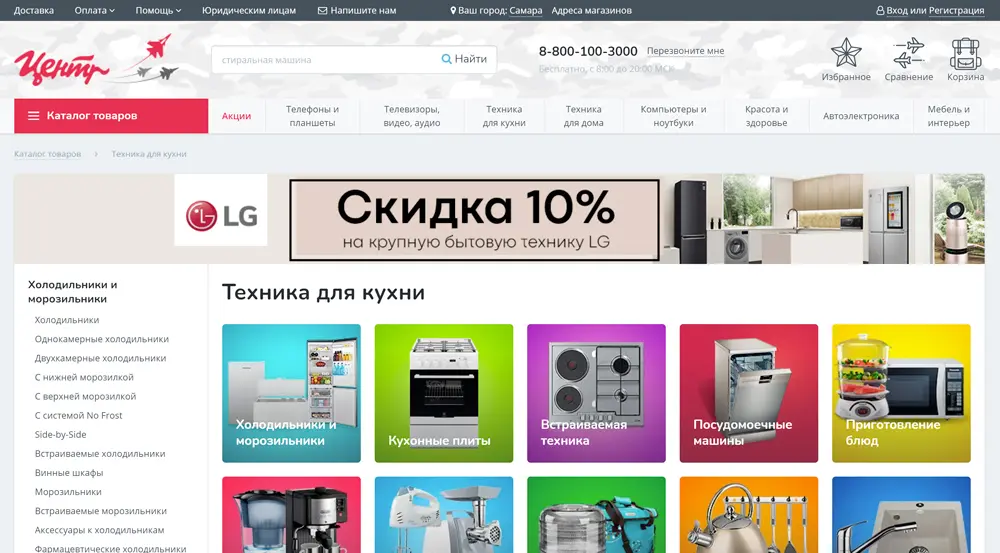 Доставка Оплата Помощь Юридическим лицам Напишите нам Ваш город: Самара Адреса магазинов Вход или Регистрация
Центр
стиральная машина Найти
8-800-100-3000 Перезвоните мне
Бесплатно, с 8:00 до 20:00 МСК
Избранное Сравнение Корзина
Каталог товаров
Акции
Телефоны и
планшеты
Телевизоры,
видео, аудио
Техника
для кухни
Техника
для дома
Компьютеры и
ноутбуки
Красота и
здоровье
Автоэлектроника
Мебель и
интерьер
Каталог товаров › Техника для кухни
LG
Скидка 10%
на крупную бытовую технику LG
Холодильники и
морозильники
Холодильники
Однокамерные холодильники
Двухкамерные холодильники
С нижней морозилкой
С верхней морозилкой
С системой No Frost
Side-by-Side
Встраиваемые холодильники
Винные шкафы
Морозильники
Встраиваемые морозильники
Аксессуары к холодильникам
Фармацевтические холодильники
Техника для кухни
Холодильники и
морозильники
Кухонные плиты
Встраиваемая
техника
Посудомоечные
машины
Приготовление
блюд